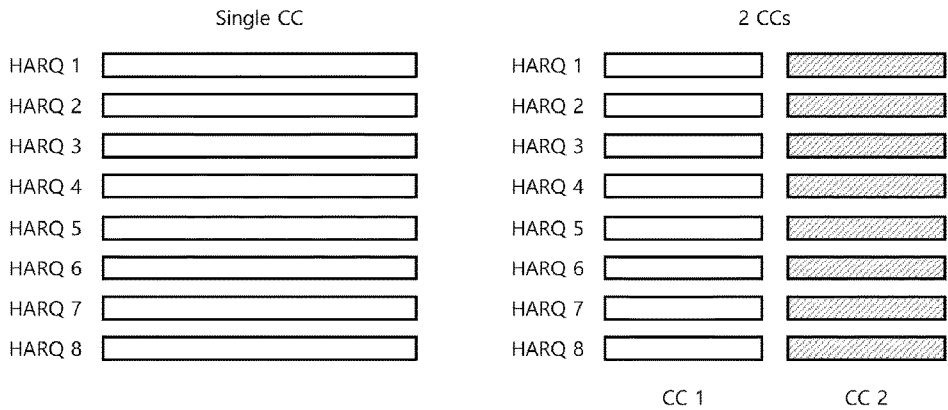 Single CC
2 CCs
HARQ 1
HARQ 1
HARQ 2
HARQ 2
HARQ 3
HARQ 3
HARQ 4
HARQ 4
HARQ 5
HARQ 5
HARQ 6
HARQ 6
HARQ 7
HARQ 7
HARQ 8
HARQ 8
CC 1
CC 2